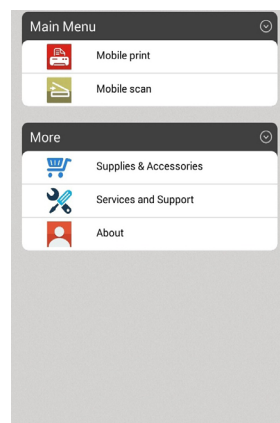 Main Menu
Mobile print
Mobile scan
More
Supplies & Accessories
Services and Support
About